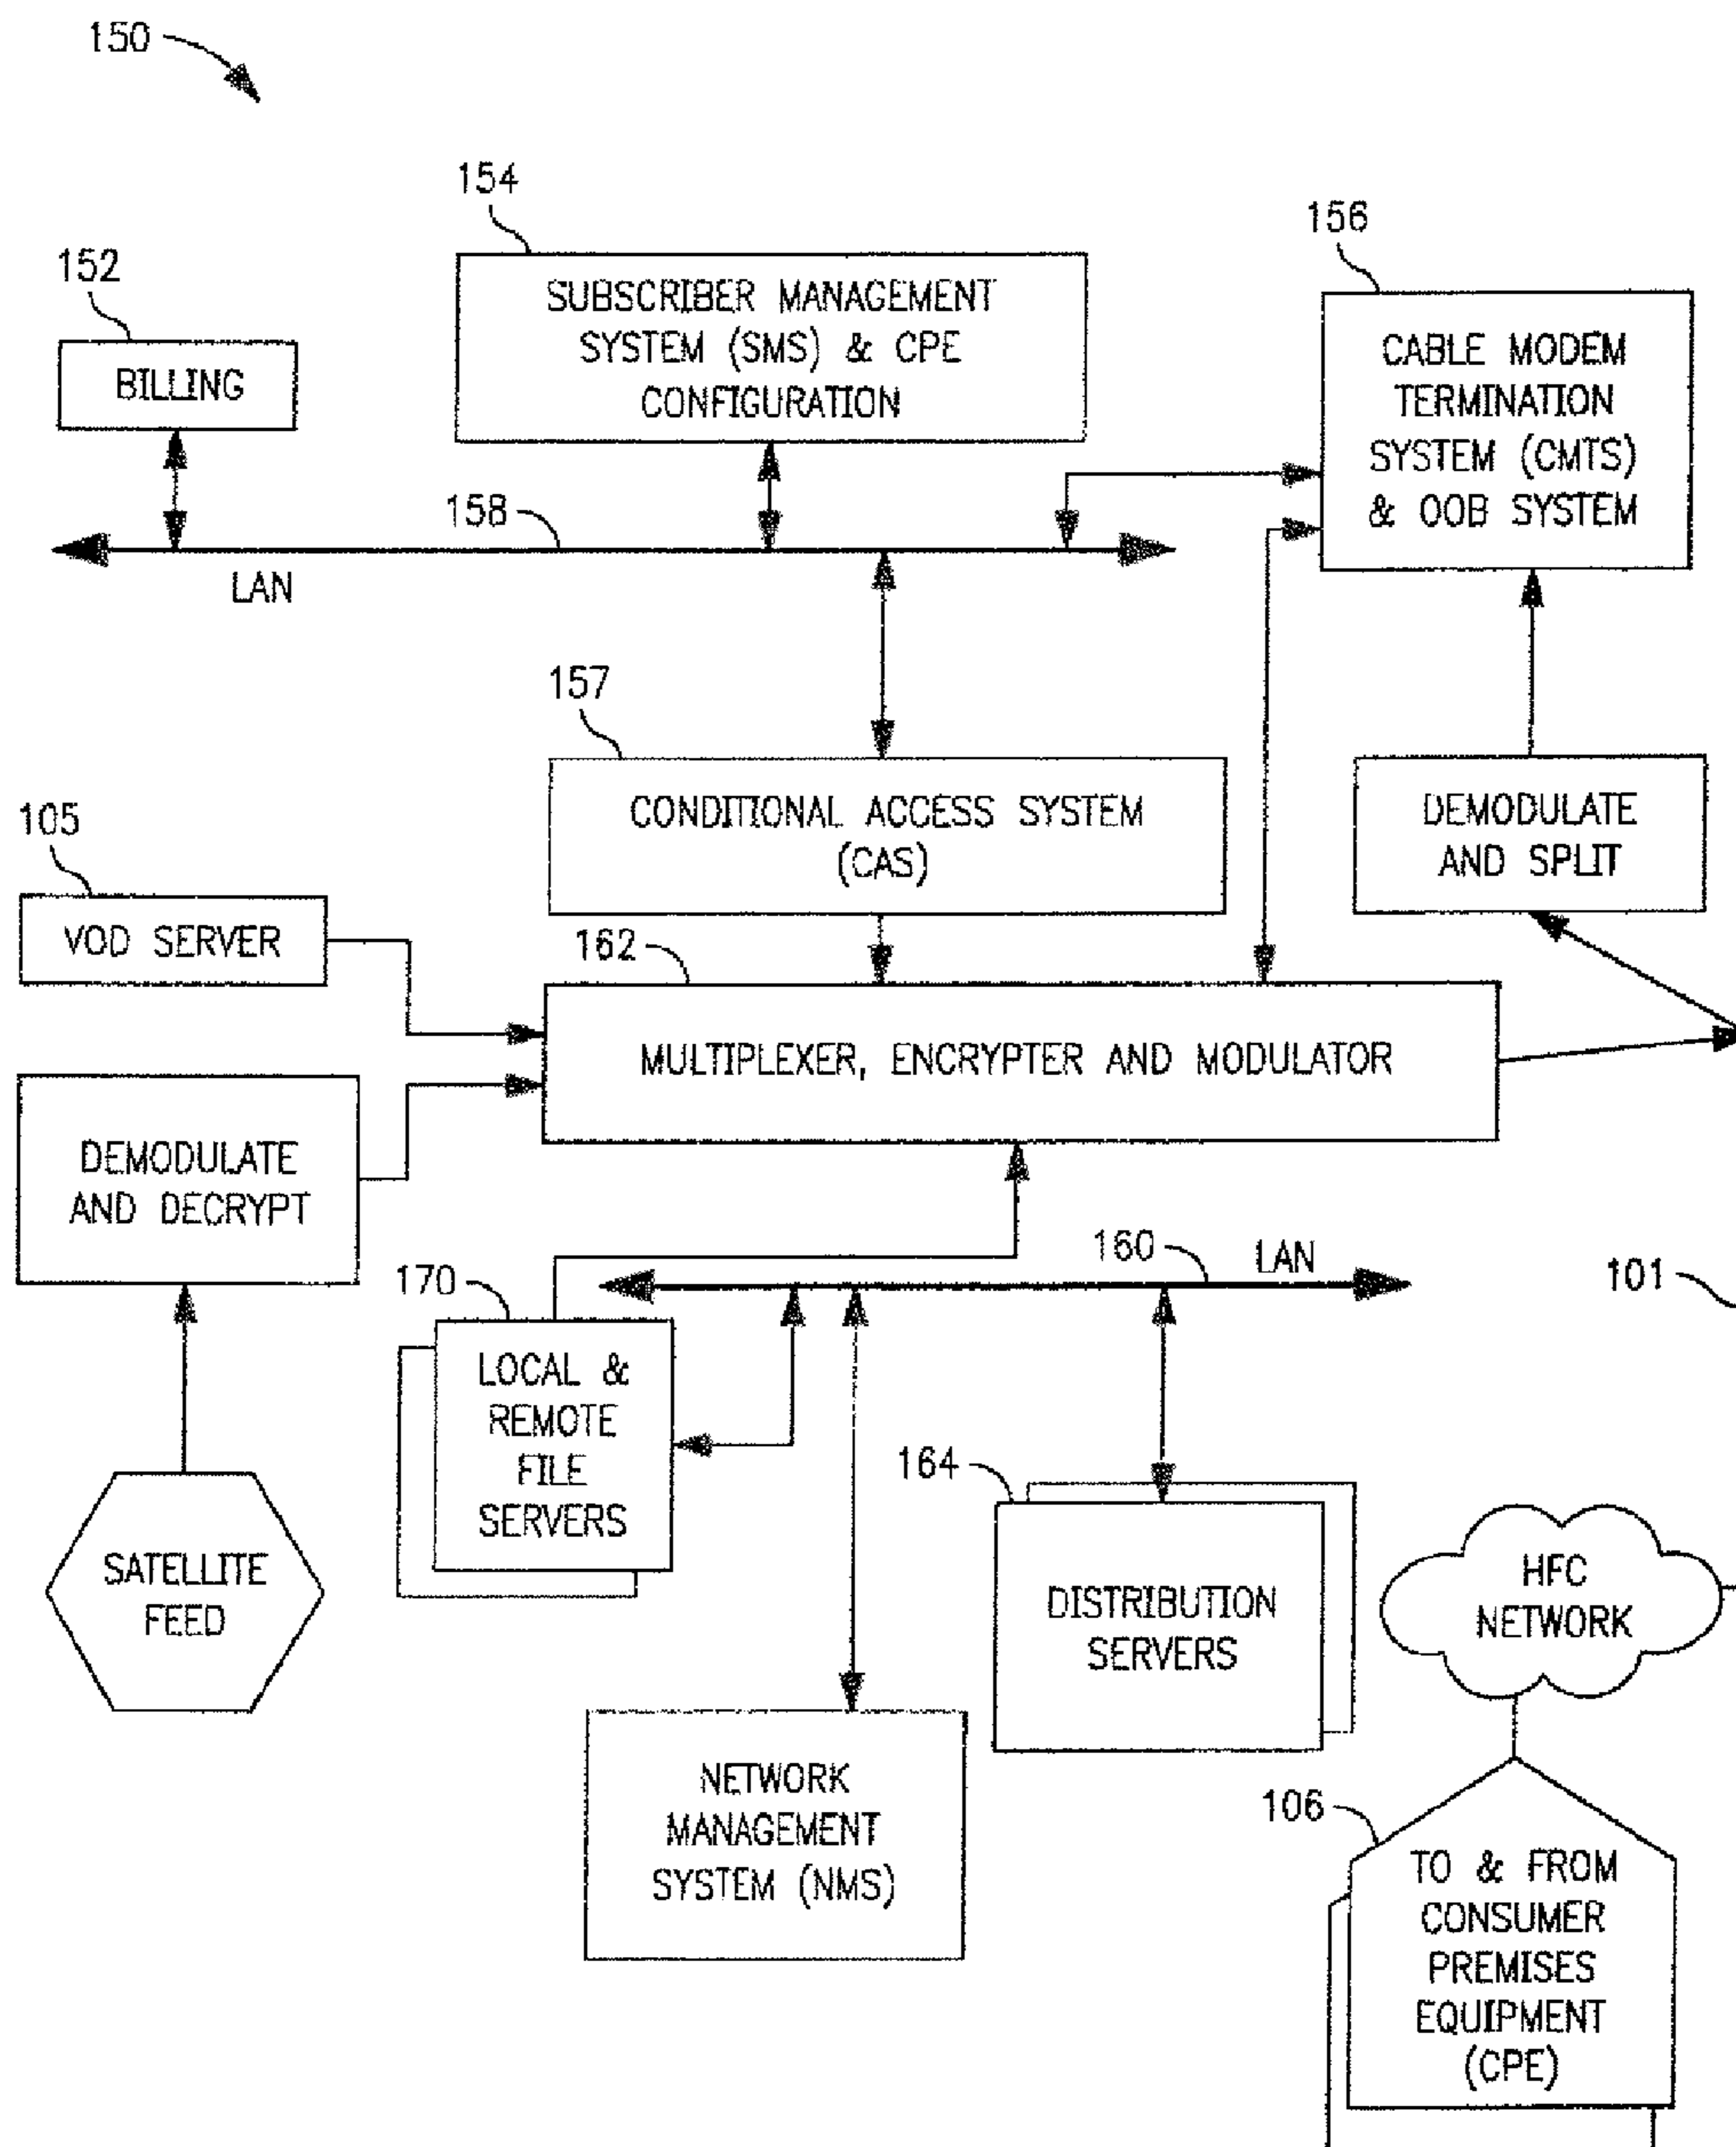 150
154
156
152
SUBSCRIBER MANAGEMENT
SYSTEM (SMS) & CPE
CONFIGURATION
BILLING
CABLE MODEM
TERMINATION
SYSTEM (CMTS)
& OOB SYSTEM
158
LAN
157
CONDITIONAL ACCESS SYSTEM
(CAS)
DEMODULATE
AND SPLIT
105
VOD SERVER
162
MULTIPLEXER, ENCRYPTER AND MODULATOR
DEMODULATE
AND DECRYPT
160
LAN
101
170
LOCAL &
REMOTE
FILE
SERVERS
164
SATELLITE
FEED
DISTRIBUTION
SERVERS
HFC
NETWORK
NETWORK
MANAGEMENT
SYSTEM (NMS)
106
TO & FROM
CONSUMER
PREMISES
EQUIPMENT
(CPE)